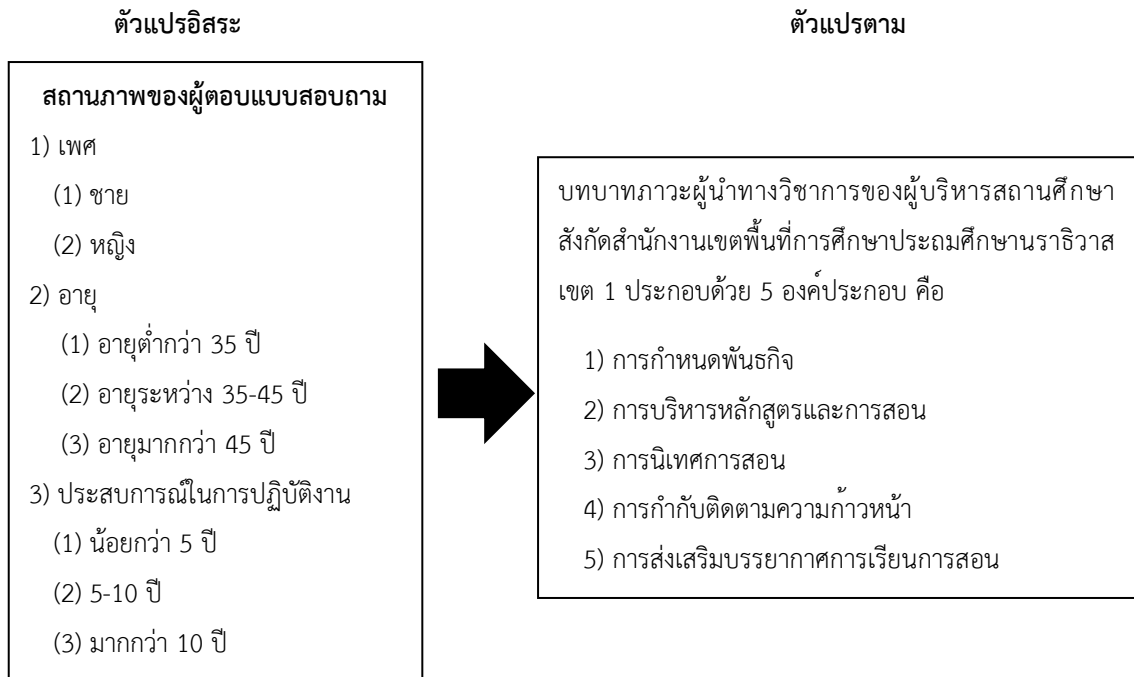 ตัวแปรอิสระ
ตัวแปรตาม
สถานภาพของผู้ตอบแบบสอบถาม
1) เพศ
(1) ชาย
(2) หญิง
2) อายุ
(1) อายุต่ำกว่า 35 ปี
(2) อายุระหว่าง 35-45 ปี
(3) อายุมากกว่า 45 ปี
3) ประสบการณ์ในการปฏิบัติงาน
(1) น้อยกว่า 5 ปี
(2) 5-10 ปี
(3) มากกว่า 10 ปี
บทบาทภาวะผู้นำทางวิชาการของผู้บริหารสถานศึกษา
สังกัดสำนักงานเขตพื้นที่การศึกษาประถมศึกษานราธิวาส
เขต 1 ประกอบด้วย 5 องค์ประกอบ คือ
1) การกำหนดพันธกิจ
2) การบริหารหลักสูตรและการสอน
3) การนิเทศการสอน
4) การกำกับติดตามความก้าวหน้า
5) การส่งเสริมบรรยากาศการเรียนการสอน